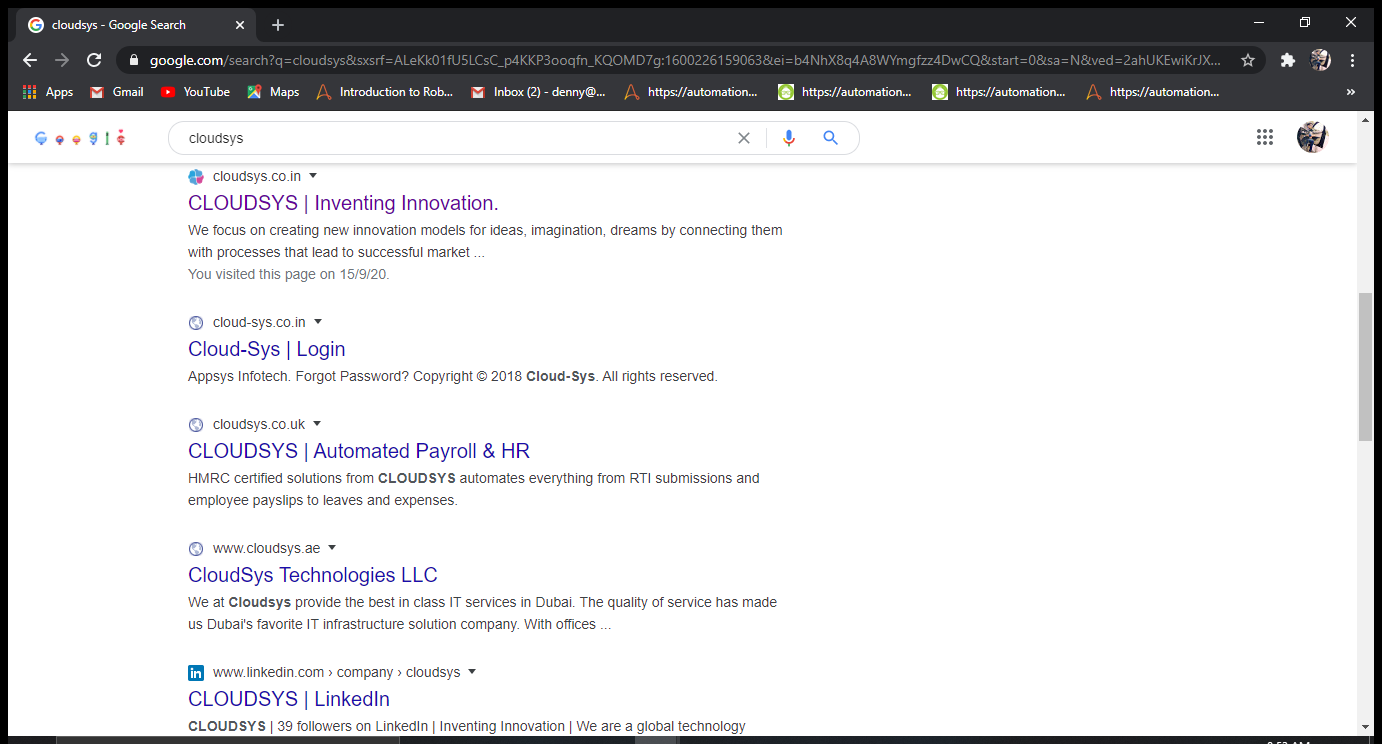 cloudsys - Google Search
google.com/search?q=cloudsys&sxsrf=ALeKk01fU5LCsC_p4KKP3ooqfn_KQOMD7g:1600226159063&ei=b4NhX8q4A8WYmgfzz4DwCQ&start=0&sa=N&ved=2ahUKEwiKrJX...
Apps Gmail YouTube Maps Introduction to Rob... Inbox (2) - denny@... https://automation... https://automation... https://automation... https://automation...
Google cloudsys
cloudsys.co.in
CLOUDSYS | Inventing Innovation.
We focus on creating new innovation models for ideas, imagination, dreams by connecting them
with processes that lead to successful market ...
You visited this page on 15/9/20.
cloud-sys.co.in
Cloud-Sys | Login
Appsys Infotech. Forgot Password? Copyright © 2018 Cloud-Sys. All rights reserved.
cloudsys.co.uk
CLOUDSYS | Automated Payroll & HR
HMRC certified solutions from CLOUDSYS automates everything from RTI submissions and
employee payslips to leaves and expenses.
www.cloudsys.ae
CloudSys Technologies LLC
We at Cloudsys provide the best in class IT services in Dubai. The quality of service has made
us Dubai's favorite IT infrastructure solution company. With offices ...
in www.linkedin.com › company › cloudsys
CLOUDSYS | LinkedIn
CLOUDSYS | 39 followers on LinkedIn | Inventing Innovation | We are a global technology